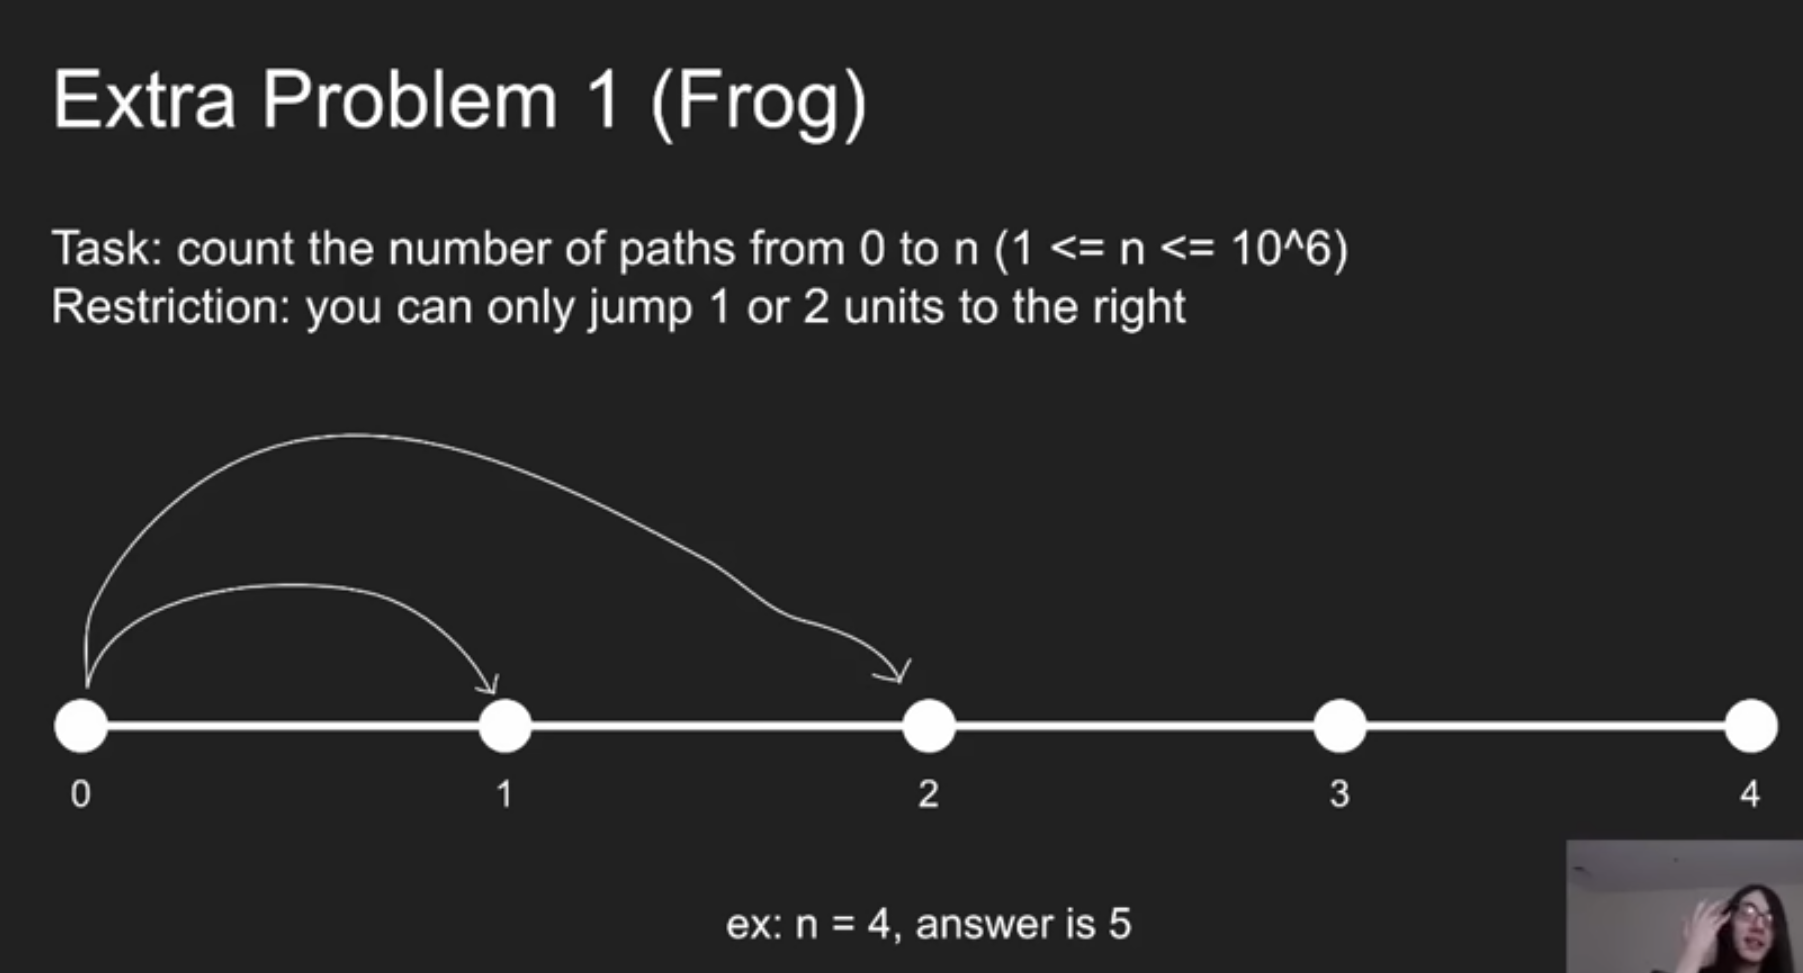 Extra Problem 1 (Frog)
Task: count the number of paths from 0 to n (1 <= n <= 10^6)
Restriction: you can only jump 1 or 2 units to the right
0 1 2 3 4
ex: n = 4, answer is 5